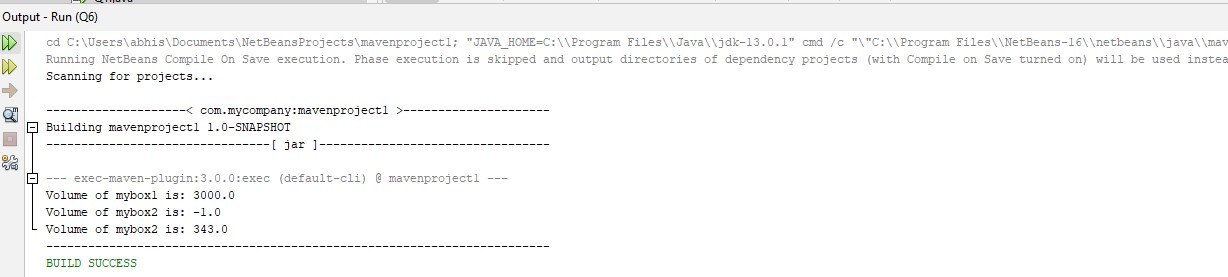 Output - Run (Q6)
cd C:\Users\abhis\Documents\NetBeansProjects\mavenproject1; "JAVA_HOME=C:\\Program Files\\Java\\jdk-13.0.1" cmd /c "\"C:\\Program Files\\NetBeans-16\\netbeans\\java\\mav
Running NetBeans Compile On Save execution. Phase execution is skipped and output directories of dependency projects (with Compile on Save turned on) will be used instea
Scanning for projects...
--------------------< com.mycompany:mavenproject1 >---------------------
Building mavenproject1 1.0-SNAPSHOT
--------------------------------[ jar ]---------------------------------
--- exec-maven-plugin:3.0.0:exec (default-cli) @ mavenproject1 ---
Volume of mybox1 is: 3000.0
Volume of mybox2 is: -1.0
Volume of mybox2 is: 343.0
------------------------------------------------------------------------
BUILD SUCCESS